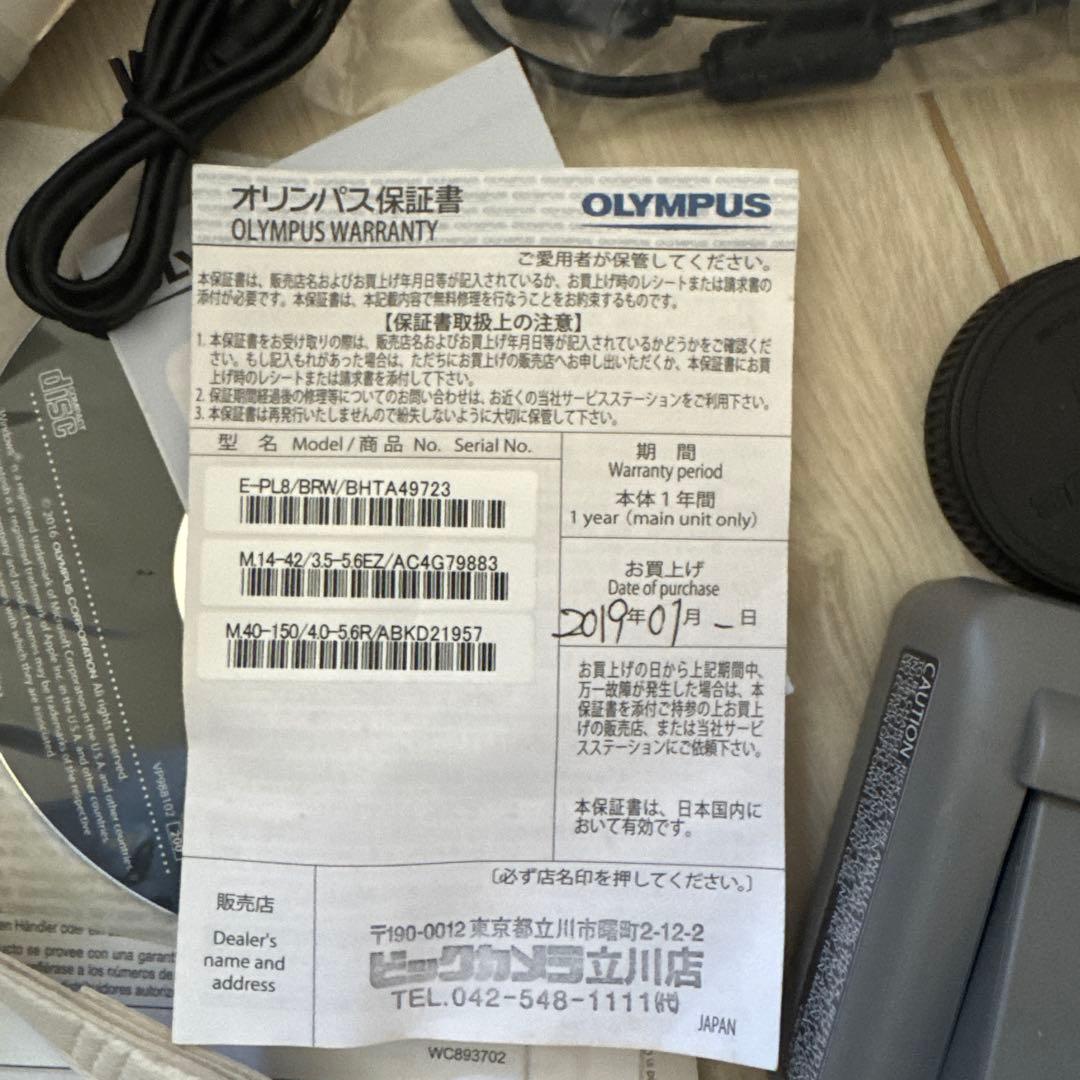 オリンパス保証書
OLYMPUS WARRANTY
OLYMPUS
ご愛用者が保管してください。
本保証書は、販売店名およびお買上げ年月日等が記入されているか、お買上げ時のレシートまたは請求書の
添付が必要です。本保証書は、本記載内容で無料修理を行なうことをお約束するものです。
【保証書取扱上の注意】
1. 本保証書をお受け取りの際は、販売店名およびお買上げ年月日等が記入されているかどうかをご確認くだ
さい。もし記入もれがあった場合は、ただちにお買上げの販売店へお申し出いただくか、本保証書にお買
上げ時のレシートまたは請求書を添付して下さい。
2. 保証期間経過後の修理等についてのお問い合わせは、お近くの当社サービスステーションをご利用下さい。
3. 本保証書は再発行いたしませんので紛失しないように大切に保管して下さい。
型 名 Model / 商品 No. Serial No.
E-PL8/BRW/BHTA49723
M.14-42/3.5-5.6EZ/AC4G79883
M.40-150/4.0-5.6R/ABKD21957
期 間
Warranty period
本体1年間
1 year (main unit only)
お買上げ
Date of purchase
2019年01月 - 日
お買上げの日から上記期間中、
万一故障が発生した場合は、本
保証書を添付ご持参の上お買上
げの販売店、または当社サービ
スステーションにご依頼下さい。
本保証書は、日本国内に
おいて有効です。
〔必ず店名印を押してください。〕
販売店
Dealer's
name and
address
〒190-0012 東京都立川市曙町2-12-2
ビックカメラ立川店
TEL.042-548-1111㈹
JAPAN
WC893702
COMPACT
disc
© 2016 OLYMPUS CORPORATION All rights reserved.
VP988102
CAUTION